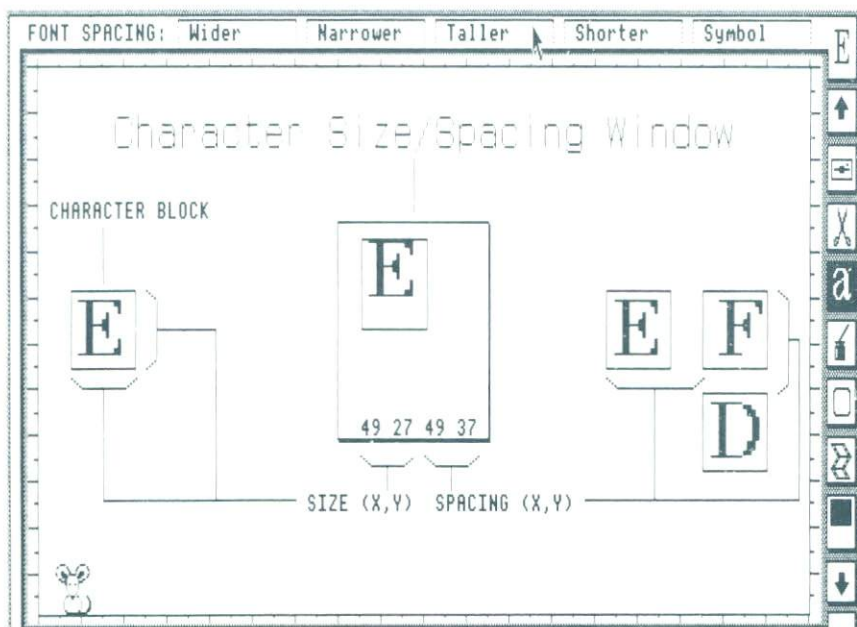 FONT SPACING: Wider Narrower Taller Shorter Symbol
E
Character Size/Spacing Window
CHARACTER BLOCK
E
E
E F
a
D
49 27 49 37
SIZE (X,Y) SPACING (X,Y)